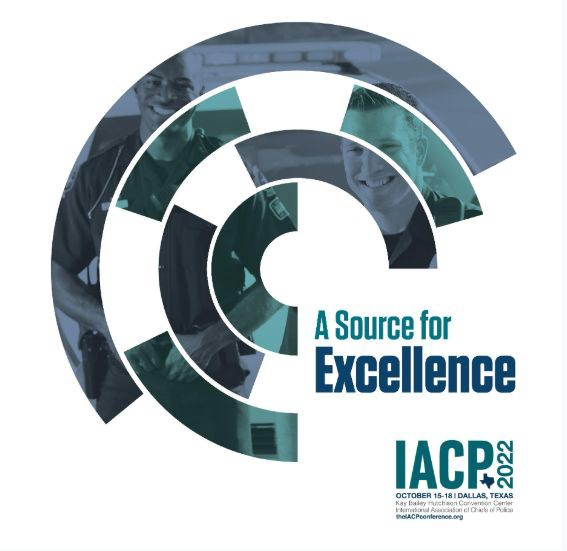 A Source for
Excellence
IACP 2022
OCTOBER 15-18 | DALLAS, TEXAS
Kay Bailey Hutchison Convention Center
International Association of Chiefs of Police
theIACPconference.org